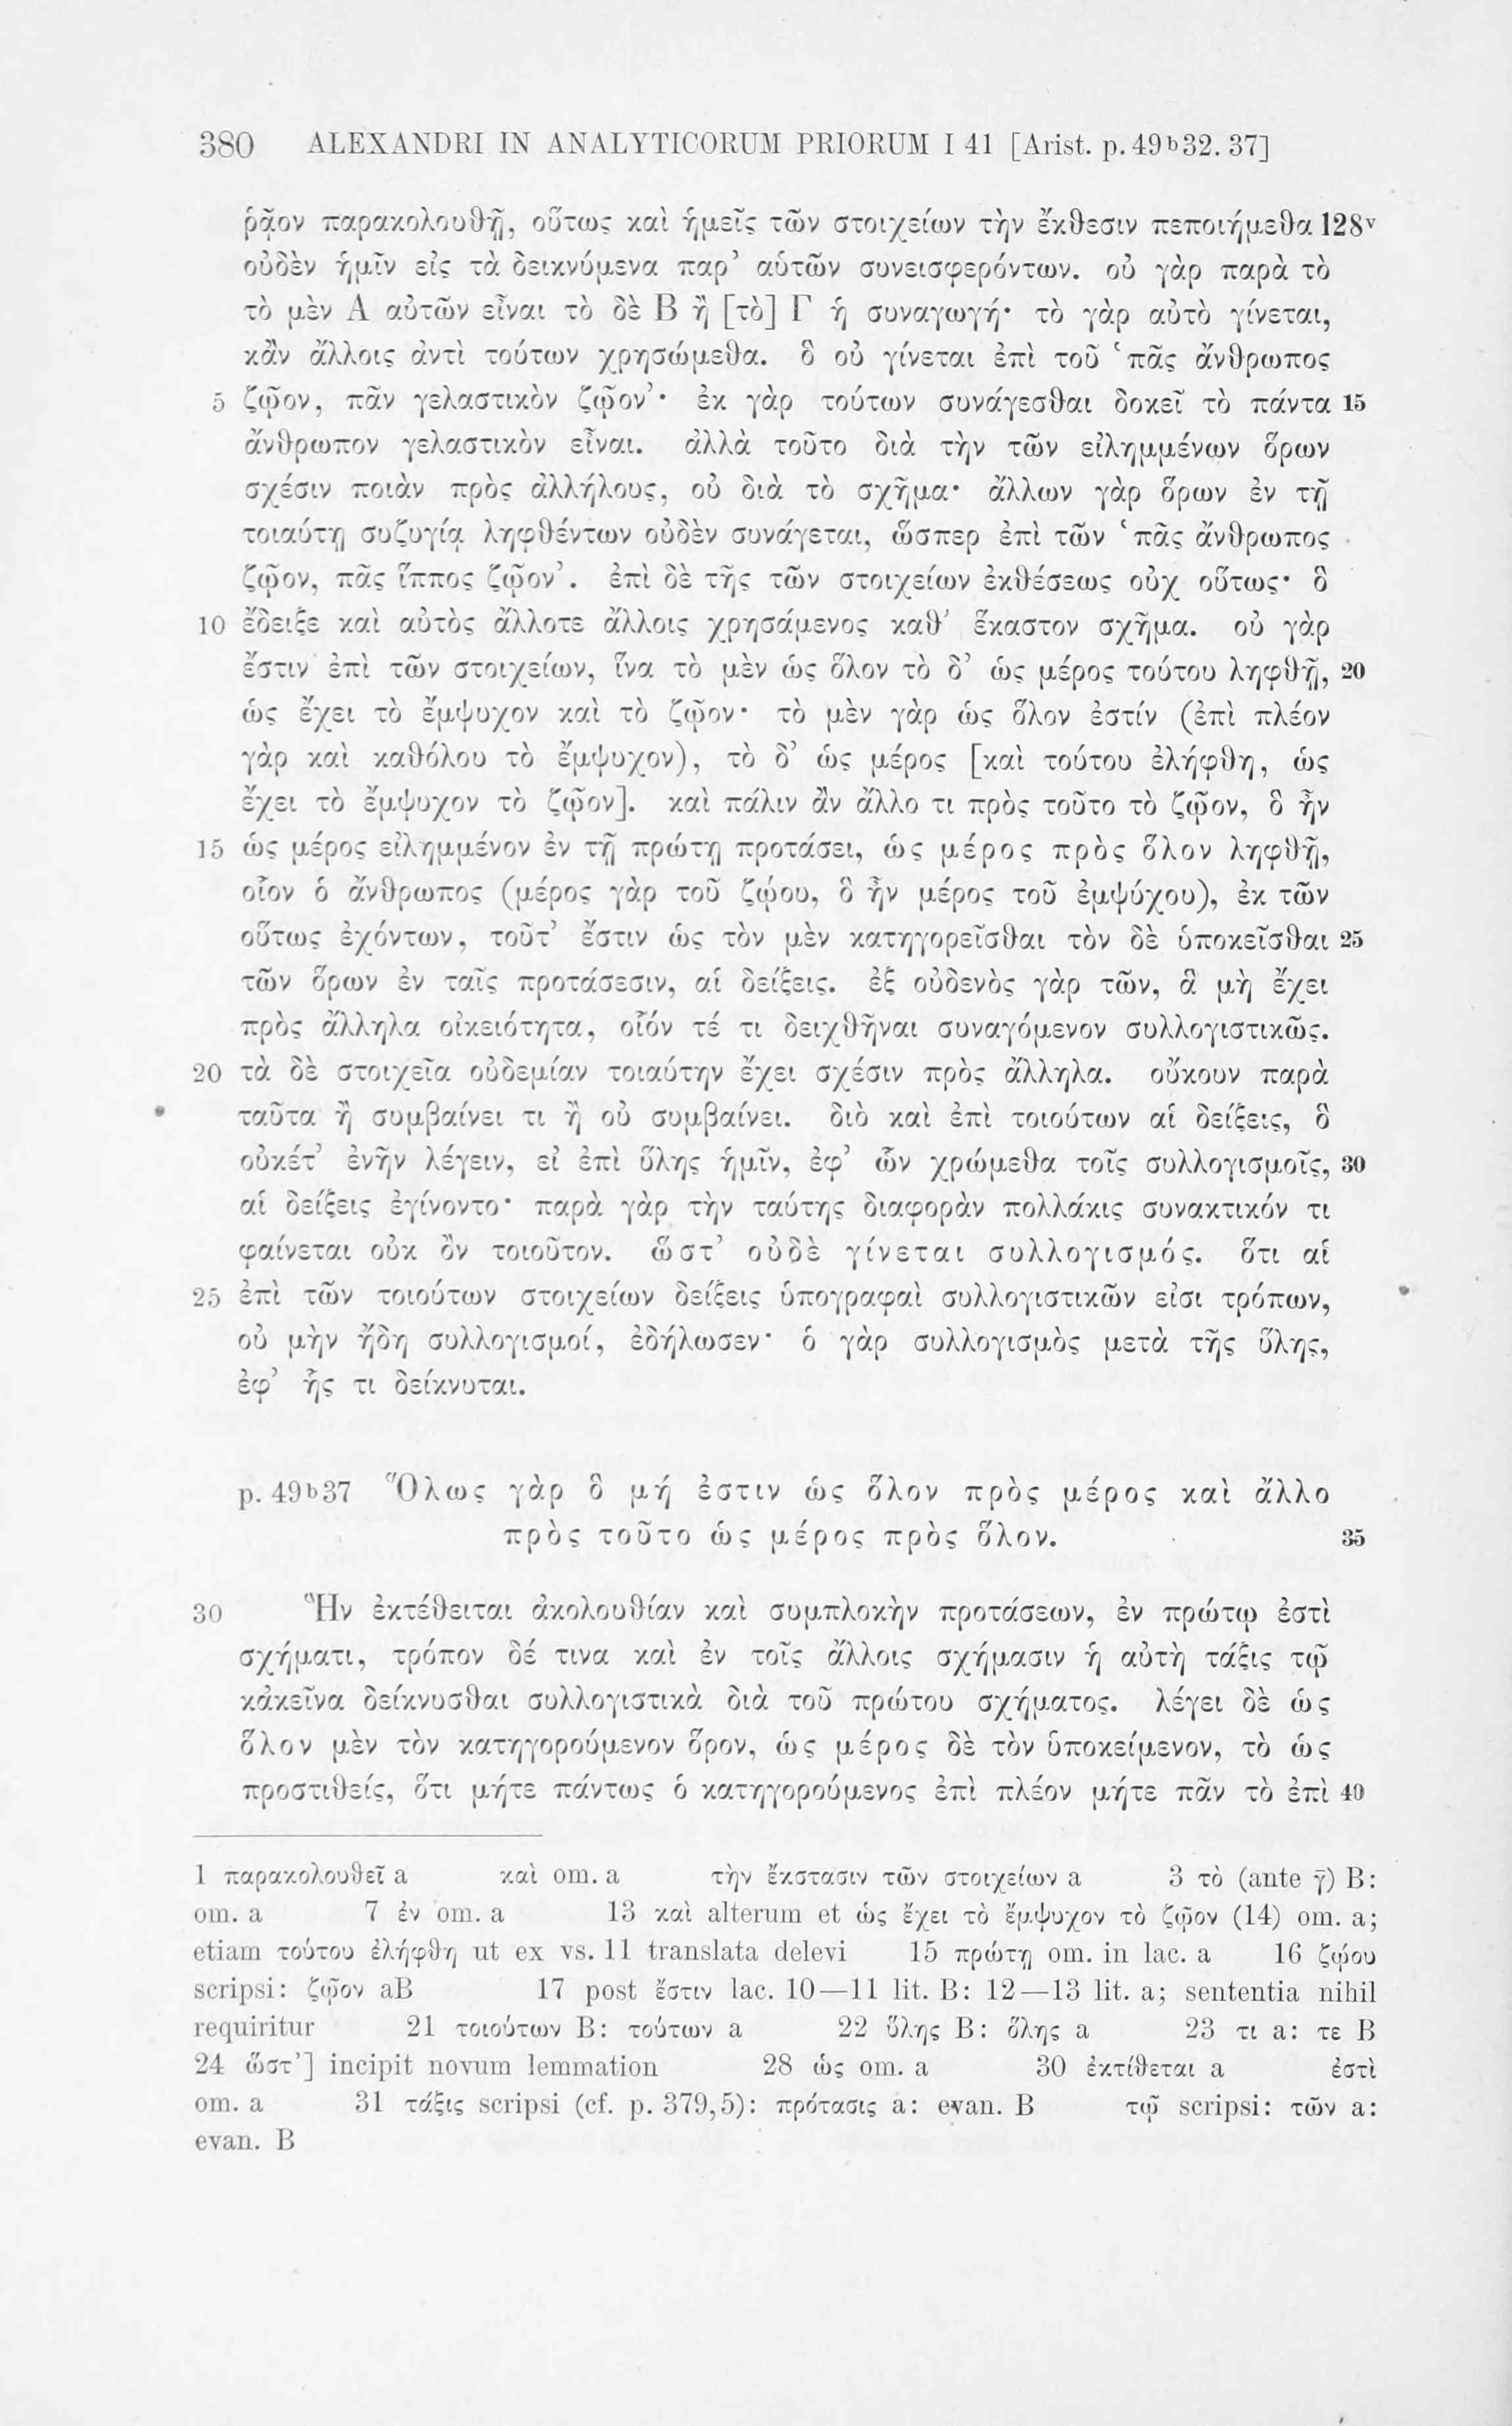 380 ALEXANDRI IN ANALYTICORUM PRIORUM I 41 [Arist. p. 49b32. 37]
ῥᾷον παρακολουθῇ, οὕτως καὶ ἡμεῖς τῶν στοιχείων τὴν ἔκθεσιν πεποιήμεθα 128v
οὐδὲν ἡμῖν εἰς τὰ δεικνύμενα παρ’ αὑτῶν συνεισφερόντων. οὐ γὰρ παρὰ τὸ
τὸ μὲν Α αὐτῶν εἶναι τὸ δὲ Β ἢ [τὸ] Γ ἡ συναγωγή· τὸ γὰρ αὐτὸ γίνεται,
κἂν ἄλλοις ἀντὶ τούτων χρησώμεθα. ὃ οὐ γίνεται ἐπὶ τοῦ ‘πᾶς ἄνθρωπος
5 ζῷον, πᾶν γελαστικὸν ζῷον’· ἐκ γὰρ τούτων συνάγεσθαι δοκεῖ τὸ πάντα 15
ἄνθρωπον γελαστικὸν εἶναι. ἀλλὰ τοῦτο διὰ τὴν τῶν εἰλημμένων ὅρων
σχέσιν ποιὰν πρὸς ἀλλήλους, οὐ διὰ τὸ σχῆμα· ἄλλων γὰρ ὅρων ἐν τῇ
τοιαύτῃ συζυγίᾳ ληφθέντων οὐδὲν συνάγεται, ὥσπερ ἐπὶ τῶν ‘πᾶς ἄνθρωπος
ζῷον, πᾶς ἵππος ζῷον’. ἐπὶ δὲ τῆς τῶν στοιχείων ἐκθέσεως οὐχ οὕτως· ὃ
10 ἔδειξε καὶ αὐτὸς ἄλλοτε ἄλλοις χρησάμενος καθ’ ἕκαστον σχῆμα. οὐ γὰρ
ἔστιν ἐπὶ τῶν στοιχείων, ἵνα τὸ μὲν ὡς ὅλον τὸ δ’ ὡς μέρος τούτου ληφθῇ, 20
ὡς ἔχει τὸ ἔμψυχον καὶ τὸ ζῷον· τὸ μὲν γὰρ ὡς ὅλον ἐστίν (ἐπὶ πλέον
γὰρ καὶ καθόλου τὸ ἔμψυχον), τὸ δ’ ὡς μέρος [καὶ τούτου ἐλήφθη, ὡς
ἔχει τὸ ἔμψυχον τὸ ζῷον]. καὶ πάλιν ἂν ἄλλο τι πρὸς τοῦτο τὸ ζῷον, ὃ ἦν
15 ὡς μέρος εἰλημμένον ἐν τῇ πρώτῃ προτάσει, ὡς μέρος πρὸς ὅλον ληφθῇ,
οἷον ὁ ἄνθρωπος (μέρος γὰρ τοῦ ζῴου, ὃ ἦν μέρος τοῦ ἐμψύχου), ἐκ τῶν
οὕτως ἐχόντων, τοῦτ’ ἔστιν ὡς τὸν μὲν κατηγορεῖσθαι τὸν δὲ ὑποκεῖσθαι 25
τῶν ὅρων ἐν ταῖς προτάσεσιν, αἱ δείξεις. ἐξ οὐδενὸς γὰρ τῶν, ἃ μὴ ἔχει
πρὸς ἄλληλα οἰκειότητα, οἷόν τέ τι δειχθῆναι συναγόμενον συλλογιστικῶς.
20 τὰ δὲ στοιχεῖα οὐδεμίαν τοιαύτην ἔχει σχέσιν πρὸς ἄλληλα. οὔκουν παρὰ
ταῦτα ἢ συμβαίνει τι ἢ οὐ συμβαίνει. διὸ καὶ ἐπὶ τοιούτων αἱ δείξεις, ὃ
οὐκέτ’ ἐνῆν λέγειν, εἰ ἐπὶ ὕλης ἡμῖν, ἐφ’ ὧν χρώμεθα τοῖς συλλογισμοῖς, 30
αἱ δείξεις ἐγίνοντο· παρὰ γὰρ τὴν ταύτης διαφορὰν πολλάκις συνακτικόν τι
φαίνεται οὐκ ὂν τοιοῦτον. ὥστ’ οὐδὲ γίνεται συλλογισμός. ὅτι αἱ
25 ἐπὶ τῶν τοιούτων στοιχείων δείξεις ὑπογραφαὶ συλλογιστικῶν εἰσι τρόπων,
οὐ μὴν ἤδη συλλογισμοί, ἐδήλωσεν· ὁ γὰρ συλλογισμὸς μετὰ τῆς ὕλης,
ἐφ’ ἧς τι δείκνυται.
p. 49b37 Ὅλως γὰρ ὃ μή ἐστιν ὡς ὅλον πρὸς μέρος καὶ ἄλλο
πρὸς τοῦτο ὡς μέρος πρὸς ὅλον. 35
30 Ἣν ἐκτέθειται ἀκολουθίαν καὶ συμπλοκὴν προτάσεων, ἐν πρώτῳ ἐστὶ
σχήματι, τρόπον δέ τινα καὶ ἐν τοῖς ἄλλοις σχήμασιν ἡ αὐτὴ τάξις τῷ
κἀκεῖνα δείκνυσθαι συλλογιστικὰ διὰ τοῦ πρώτου σχήματος. λέγει δὲ ὡς
ὅλον μὲν τὸν κατηγορούμενον ὅρον, ὡς μέρος δὲ τὸν ὑποκείμενον, τὸ ὡς
προστιθείς, ὅτι μήτε πάντως ὁ κατηγορούμενος ἐπὶ πλέον μήτε πᾶν τὸ ἐπὶ 40
1 παρακολουθεῖ a καὶ om. a τὴν ἔκστασιν τῶν στοιχείων a 3 τὸ (ante γ̄) B:
om. a 7 ἐν om. a 13 καὶ alterum et ὡς ἔχει τὸ ἔμψυχον τὸ ζῷον (14) om. a;
etiam τούτου ἐλήφθη ut ex vs. 11 translata delevi 15 πρώτῃ om. in lac. a 16 ζῴου
scripsi: ζῷον aB 17 post ἔστιν lac. 10—11 lit. B: 12—13 lit. a; sententia nihil
requiritur 21 τοιούτων B: τούτων a 22 ὕλης B: ὅλης a 23 τι a: τε B
24 ὥστ’] incipit novum lemmation 28 ὡς om. a 30 ἐκτίθεται a ἐστὶ
om. a 31 τάξις scripsi (cf. p. 379,5): πρότασις a: evan. B τῷ scripsi: τῶν a:
evan. B